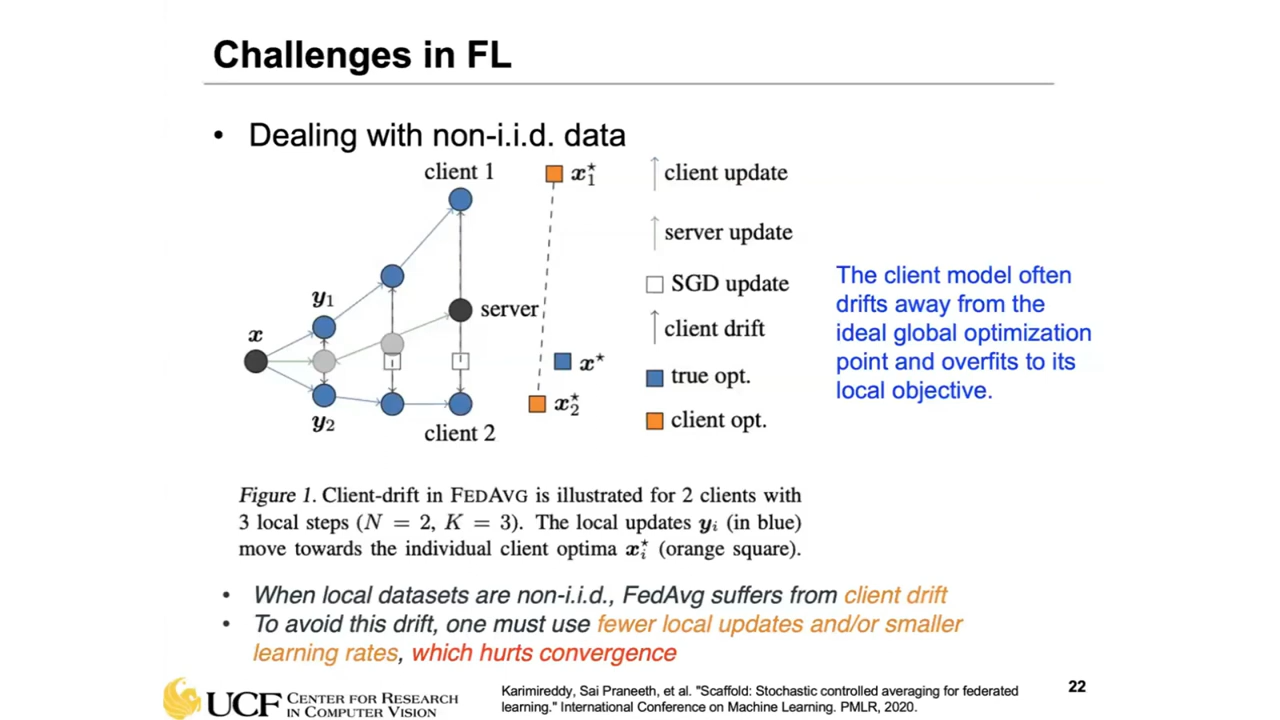 Challenges in FL
• Dealing with non-i.i.d. data
client 1
x₁*
client update
server update
SGD update
client drift
true opt.
client opt.
y₁
x
server
x*
x₂*
y₂
client 2
The client model often
drifts away from the
ideal global optimization
point and overfits to its
local objective.
Figure 1. Client-drift in FEDAVG is illustrated for 2 clients with
3 local steps (N = 2, K = 3). The local updates yᵢ (in blue)
move towards the individual client optima xᵢ* (orange square).
• When local datasets are non-i.i.d., FedAvg suffers from client drift
• To avoid this drift, one must use fewer local updates and/or smaller
learning rates, which hurts convergence
UCF CENTER FOR RESEARCH
IN COMPUTER VISION
Karimireddy, Sai Praneeth, et al. "Scaffold: Stochastic controlled averaging for federated
learning." International Conference on Machine Learning. PMLR, 2020.
22